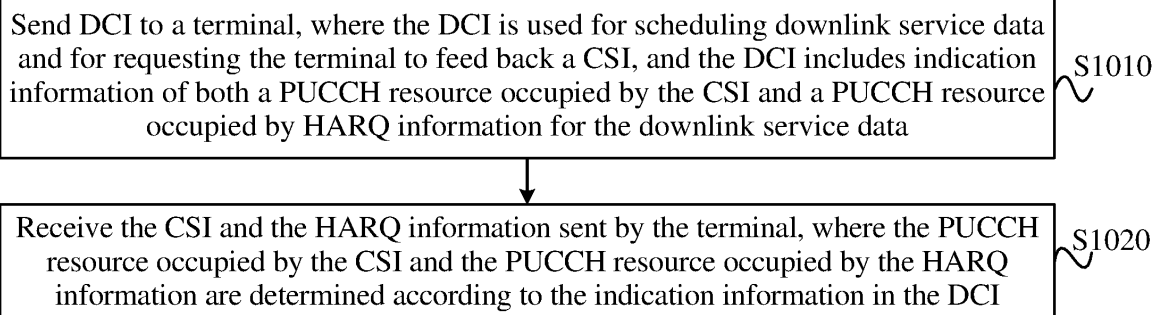 Send DCI to a terminal, where the DCI is used for scheduling downlink service data
and for requesting the terminal to feed back a CSI, and the DCI includes indication
information of both a PUCCH resource occupied by the CSI and a PUCCH resource
occupied by HARQ information for the downlink service data
S1010
Receive the CSI and the HARQ information sent by the terminal, where the PUCCH
resource occupied by the CSI and the PUCCH resource occupied by the HARQ
information are determined according to the indication information in the DCI
S1020